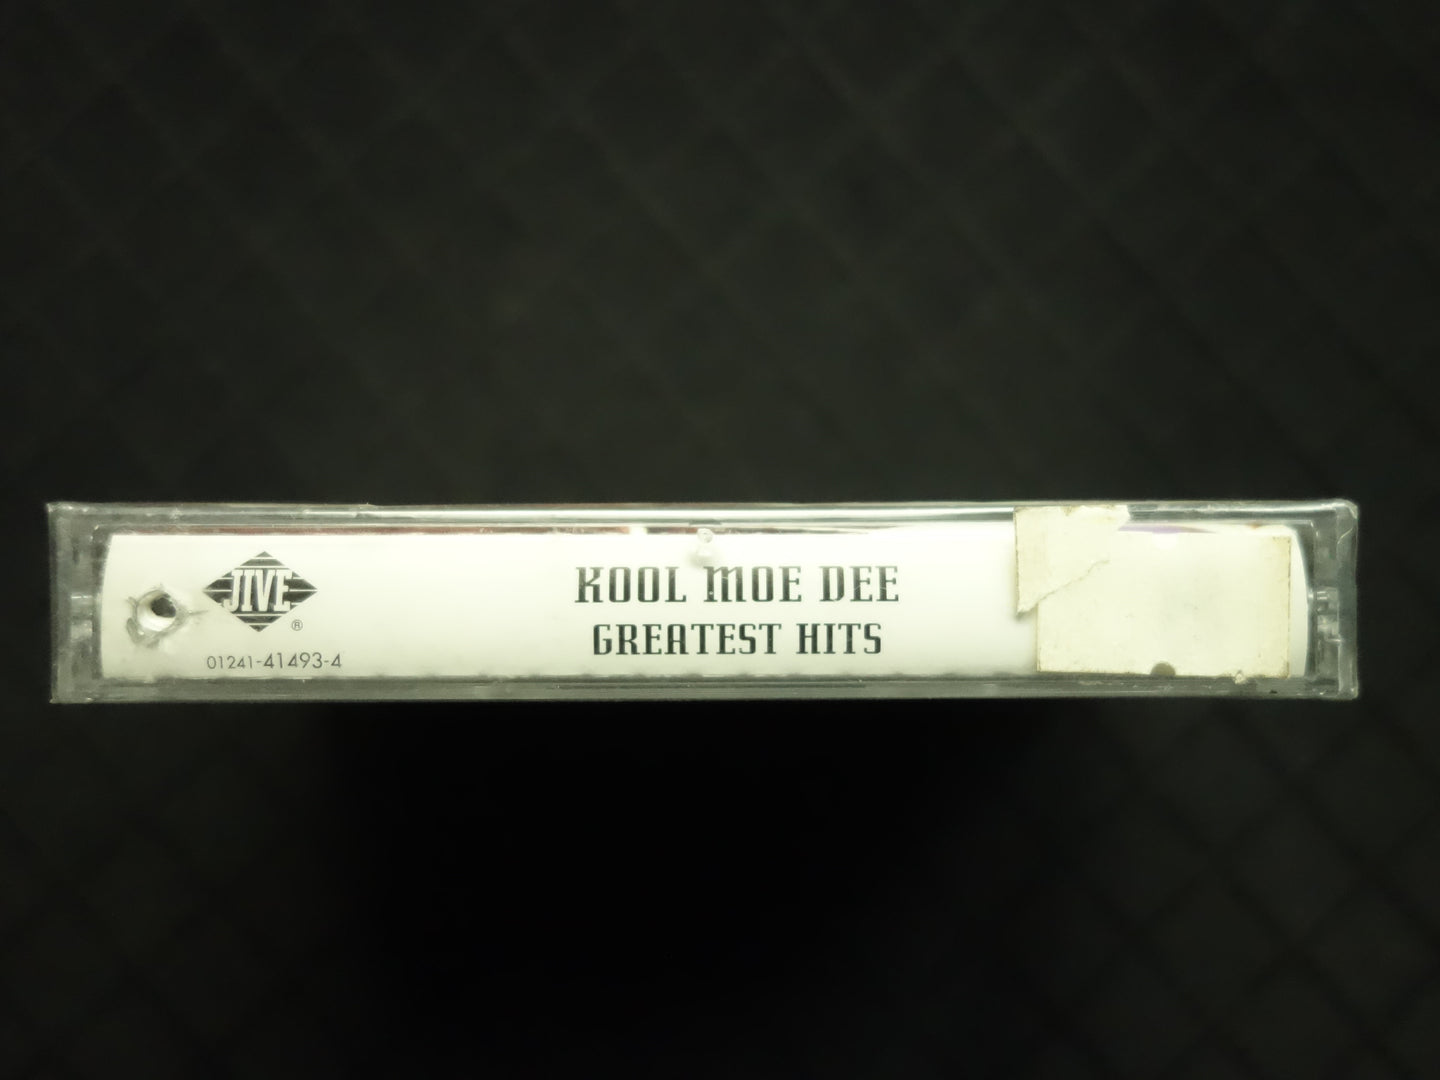 JIVE
®
01241-41493-4
KOOL MOE DEE
GREATEST HITS